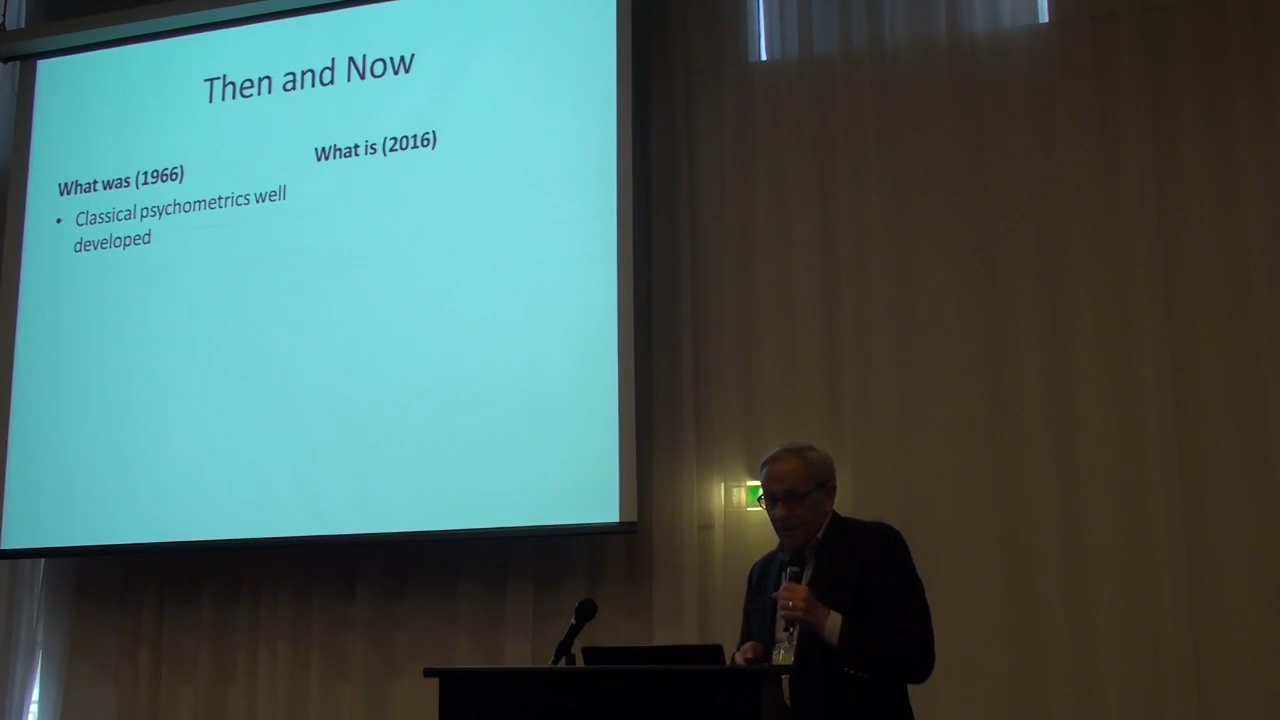 Then and Now
What was (1966)
• Classical psychometrics well
developed
What is (2016)